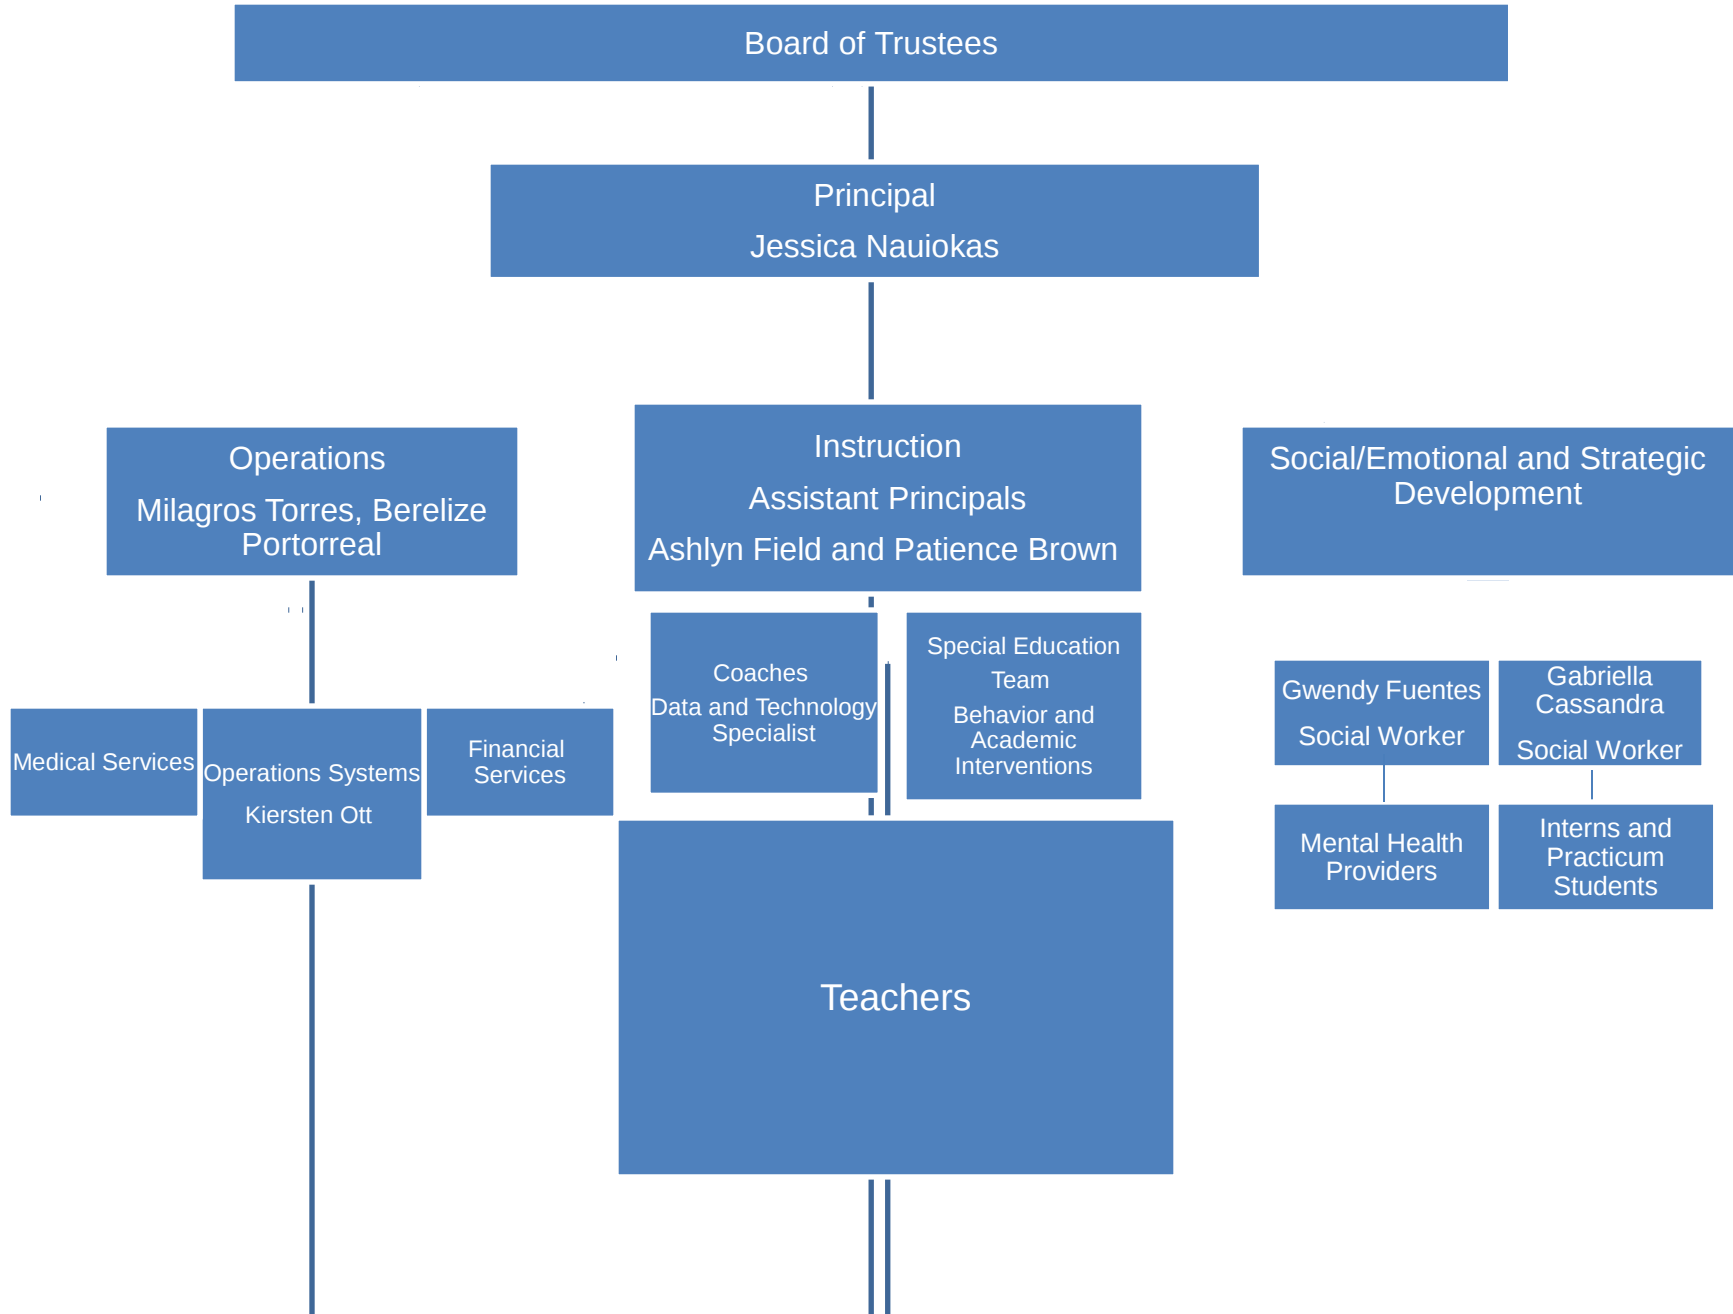 Board of Trustees
Principal
Jessica Nauiokas
Operations
Milagros Torres, Berelize
Portorreal
Instruction
Assistant Principals
Ashlyn Field and Patience Brown
Social/Emotional and Strategic
Development
Medical Services
Operations Systems
Kiersten Ott
Financial
Services
Coaches
Data and Technology
Specialist
Special Education
Team
Behavior and
Academic
Interventions
Gwendy Fuentes
Social Worker
Gabriella
Cassandra
Social Worker
Mental Health
Providers
Interns and
Practicum
Students
Teachers